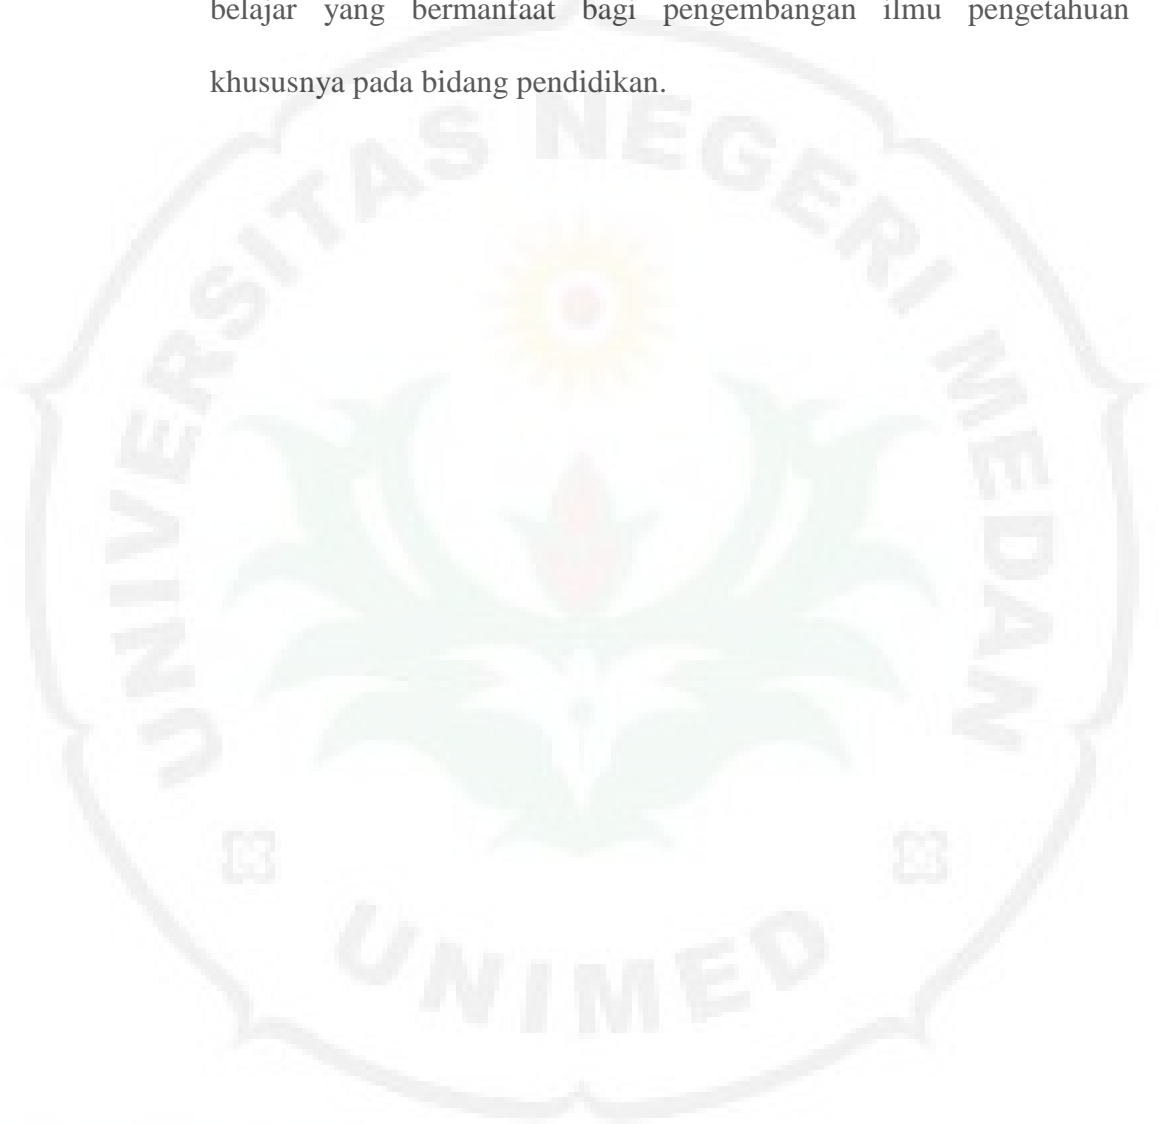 belajar yang bermanfaat bagi pengembangan ilmu pengetahuan
khususnya pada bidang pendidikan.
UNIVERSITAS NEGERI MEDAN
UNIMED